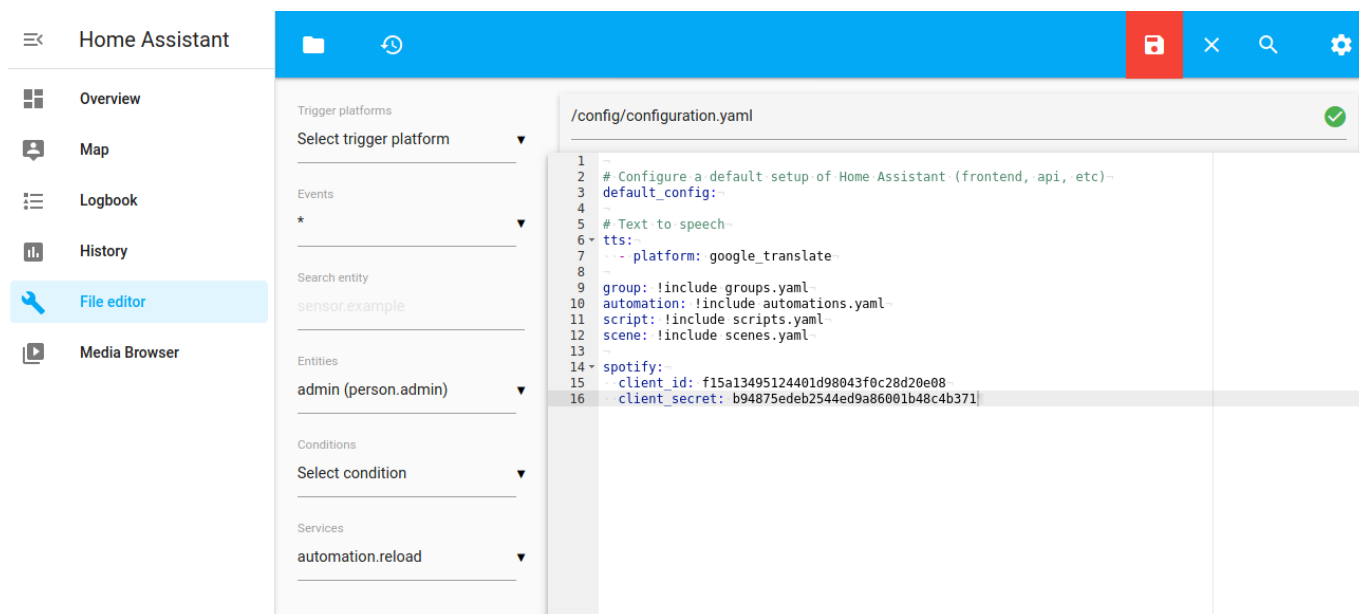 Home Assistant
Overview
Map
Logbook
History
File editor
Media Browser
Trigger platforms
Select trigger platform
Events
*
Search entity
sensor.example
Entities
admin (person.admin)
Conditions
Select condition
Services
automation.reload
/config/configuration.yaml
1
2 # Configure a default setup of Home Assistant (frontend, api, etc)
3 default_config:
4
5 # Text to speech
6 tts:
7   - platform: google_translate
8
9 group: !include groups.yaml
10 automation: !include automations.yaml
11 script: !include scripts.yaml
12 scene: !include scenes.yaml
13
14 spotify:
15   client_id: f15a13495124401d98043f0c28d20e08
16   client_secret: b94875edeb2544ed9a86001b48c4b371